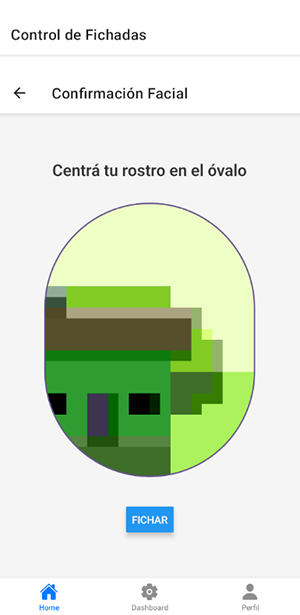 Control de Fichadas
Confirmación Facial
Centrá tu rostro en el óvalo
FICHAR
Home
Dashboard
Perfil